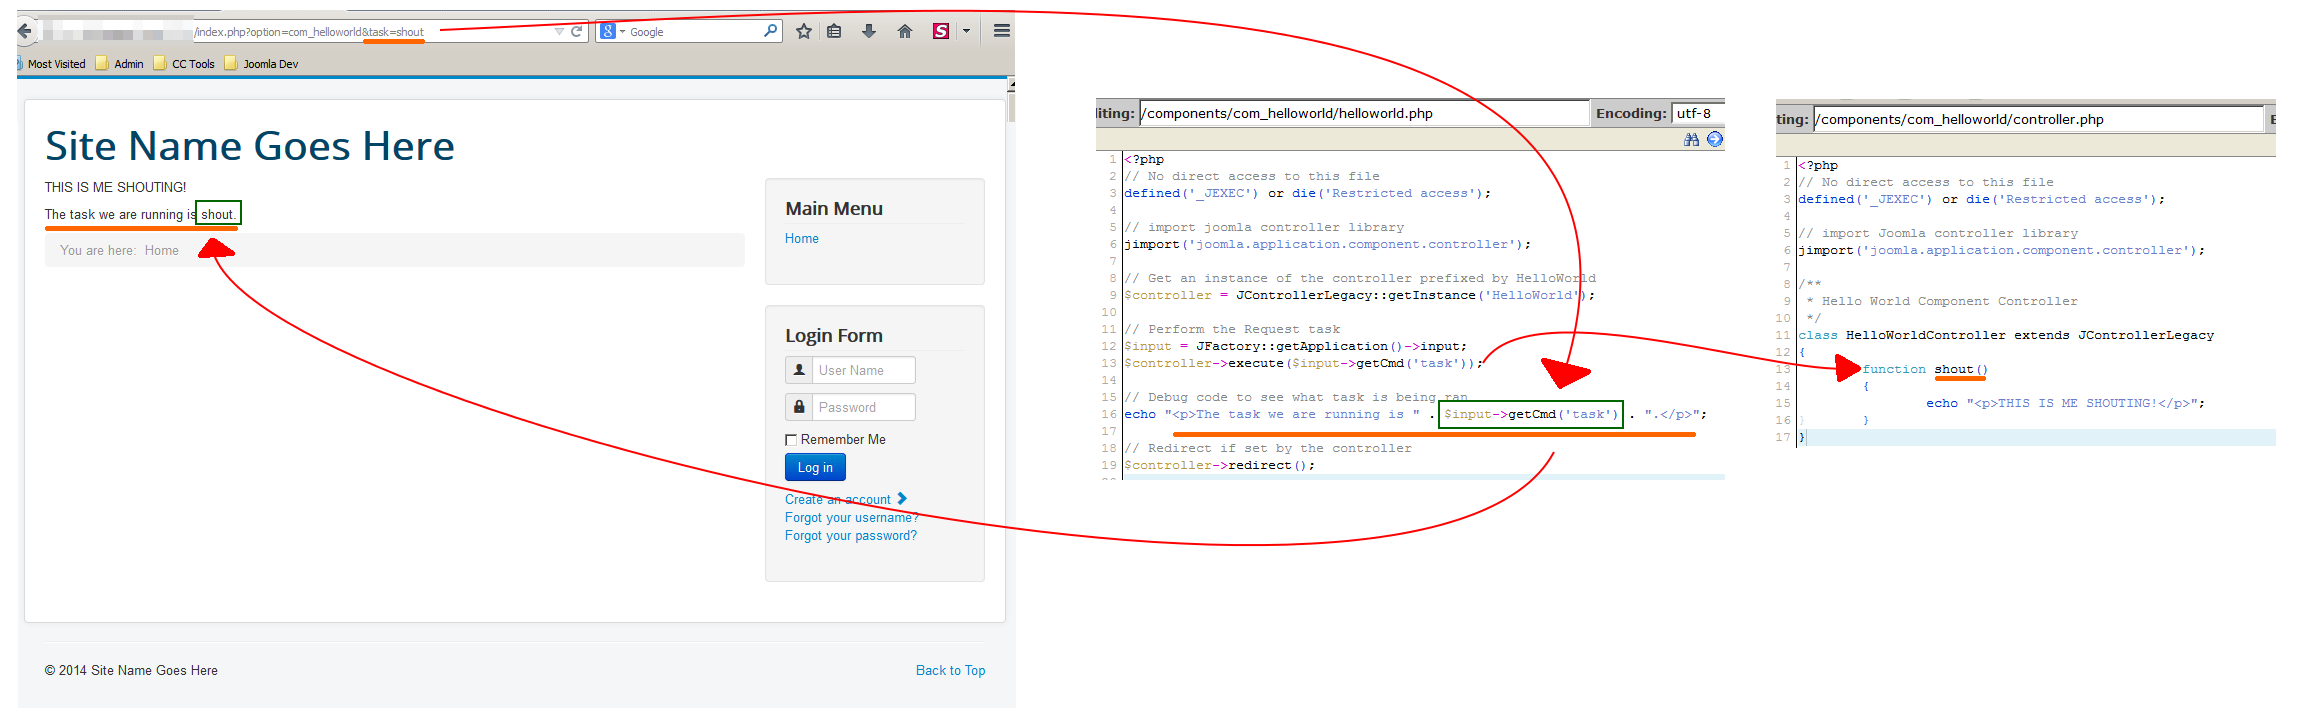 /index.php?option=com_helloworld&task=shout
Google
Most Visited Admin CC Tools Joomla Dev
Site Name Goes Here
THIS IS ME SHOUTING!
The task we are running is shout.
You are here: Home
Main Menu
Home
Login Form
User Name
Password
Remember Me
Log in
Create an account
Forgot your username?
Forgot your password?
© 2014 Site Name Goes Here
Back to Top
iting: /components/com_helloworld/helloworld.php Encoding: utf-8
1 <?php
2 // No direct access to this file
3 defined('_JEXEC') or die('Restricted access');
4
5 // import joomla controller library
6 jimport('joomla.application.component.controller');
7
8 // Get an instance of the controller prefixed by HelloWorld
9 $controller = JControllerLegacy::getInstance('HelloWorld');
10
11 // Perform the Request task
12 $input = JFactory::getApplication()->input;
13 $controller->execute($input->getCmd('task'));
14
15 // Debug code to see what task is being ran
16 echo "<p>The task we are running is " . $input->getCmd('task') . ".</p>";
17
18 // Redirect if set by the controller
19 $controller->redirect();
ting: /components/com_helloworld/controller.php
1 <?php
2 // No direct access to this file
3 defined('_JEXEC') or die('Restricted access');
4
5 // import Joomla controller library
6 jimport('joomla.application.component.controller');
7
8 /**
9 * Hello World Component Controller
10 */
11 class HelloWorldController extends JControllerLegacy
12 {
13 function shout()
14 {
15 echo "<p>THIS IS ME SHOUTING!</p>";
16 }
17 }